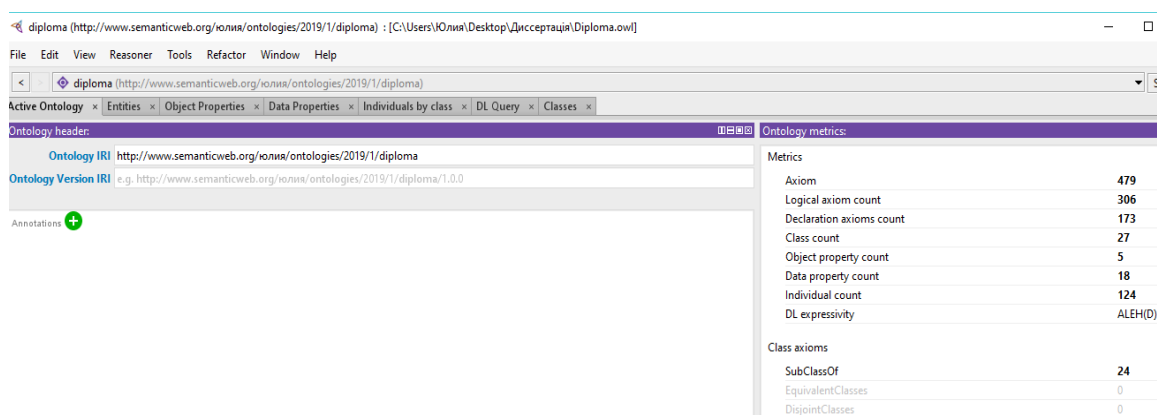 diploma (http://www.semanticweb.org/юлия/ontologies/2019/1/diploma) : [C:\Users\Юлия\Desktop\Диссертація\Diploma.owl]
File Edit View Reasoner Tools Refactor Window Help
< > diploma (http://www.semanticweb.org/юлия/ontologies/2019/1/diploma)
Active Ontology × Entities × Object Properties × Data Properties × Individuals by class × DL Query × Classes ×
Ontology header:
Ontology IRI http://www.semanticweb.org/юлия/ontologies/2019/1/diploma
Ontology Version IRI e.g. http://www.semanticweb.org/юлия/ontologies/2019/1/diploma/1.0.0
Annotations
Ontology metrics:
Metrics
Axiom 479
Logical axiom count 306
Declaration axioms count 173
Class count 27
Object property count 5
Data property count 18
Individual count 124
DL expressivity ALEH(D)
Class axioms
SubClassOf 24
EquivalentClasses 0
DisjointClasses 0